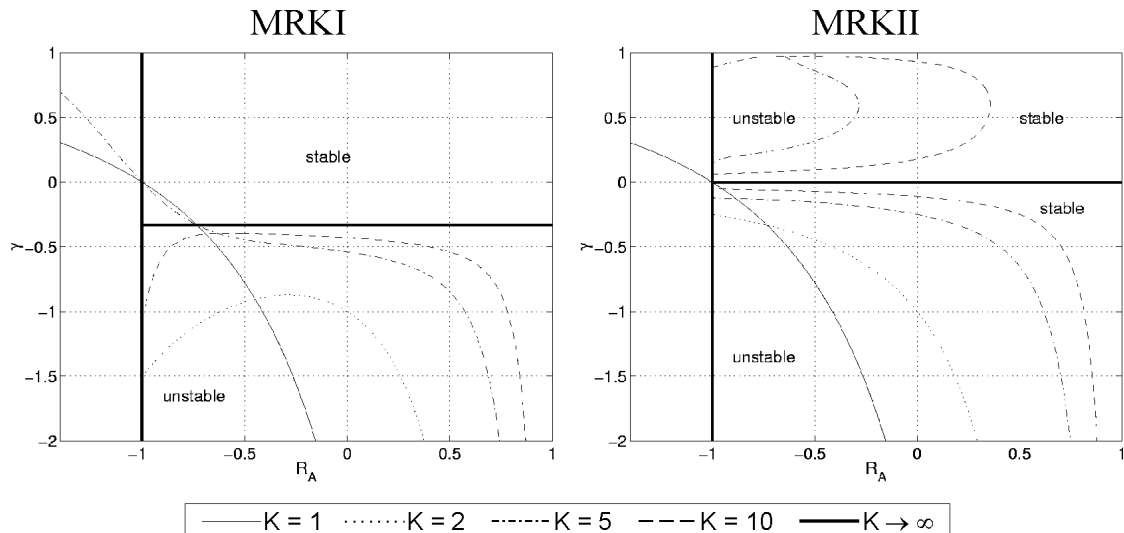 MRKI
MRKII
1
0.5
0
γ −0.5
−1
−1.5
−2
stable
unstable
−1 −0.5 0 0.5 1
R_A
1
0.5
0
γ −0.5
−1
−1.5
−2
unstable
stable
stable
unstable
−1 −0.5 0 0.5 1
R_A
K = 1 K = 2 K = 5 K = 10 K → ∞